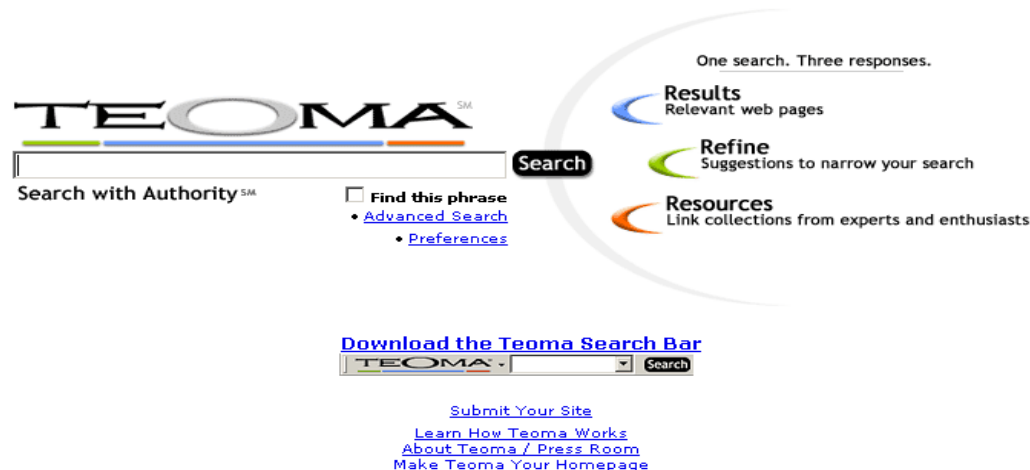 TEOMA SM
Search
Search with Authority SM
Find this phrase
• Advanced Search
• Preferences
One search. Three responses.
Results
Relevant web pages
Refine
Suggestions to narrow your search
Resources
Link collections from experts and enthusiasts
Download the Teoma Search Bar
TEOMA Search
Submit Your Site
Learn How Teoma Works
About Teoma / Press Room
Make Teoma Your Homepage